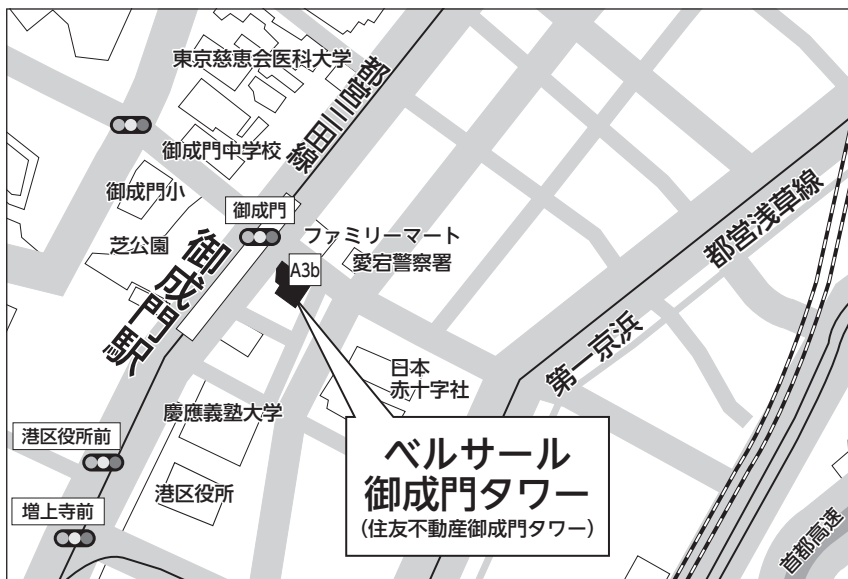 東京慈恵会医科大学
都営三田線
御成門中学校
御成門小
御成門
芝公園
ファミリーマート
愛宕警察署
A3b
御成門駅
都営浅草線
第一京浜
日本
赤十字社
慶應義塾大学
港区役所前
港区役所
増上寺前
ベルサール
御成門タワー
(住友不動産御成門タワー)
首都高速